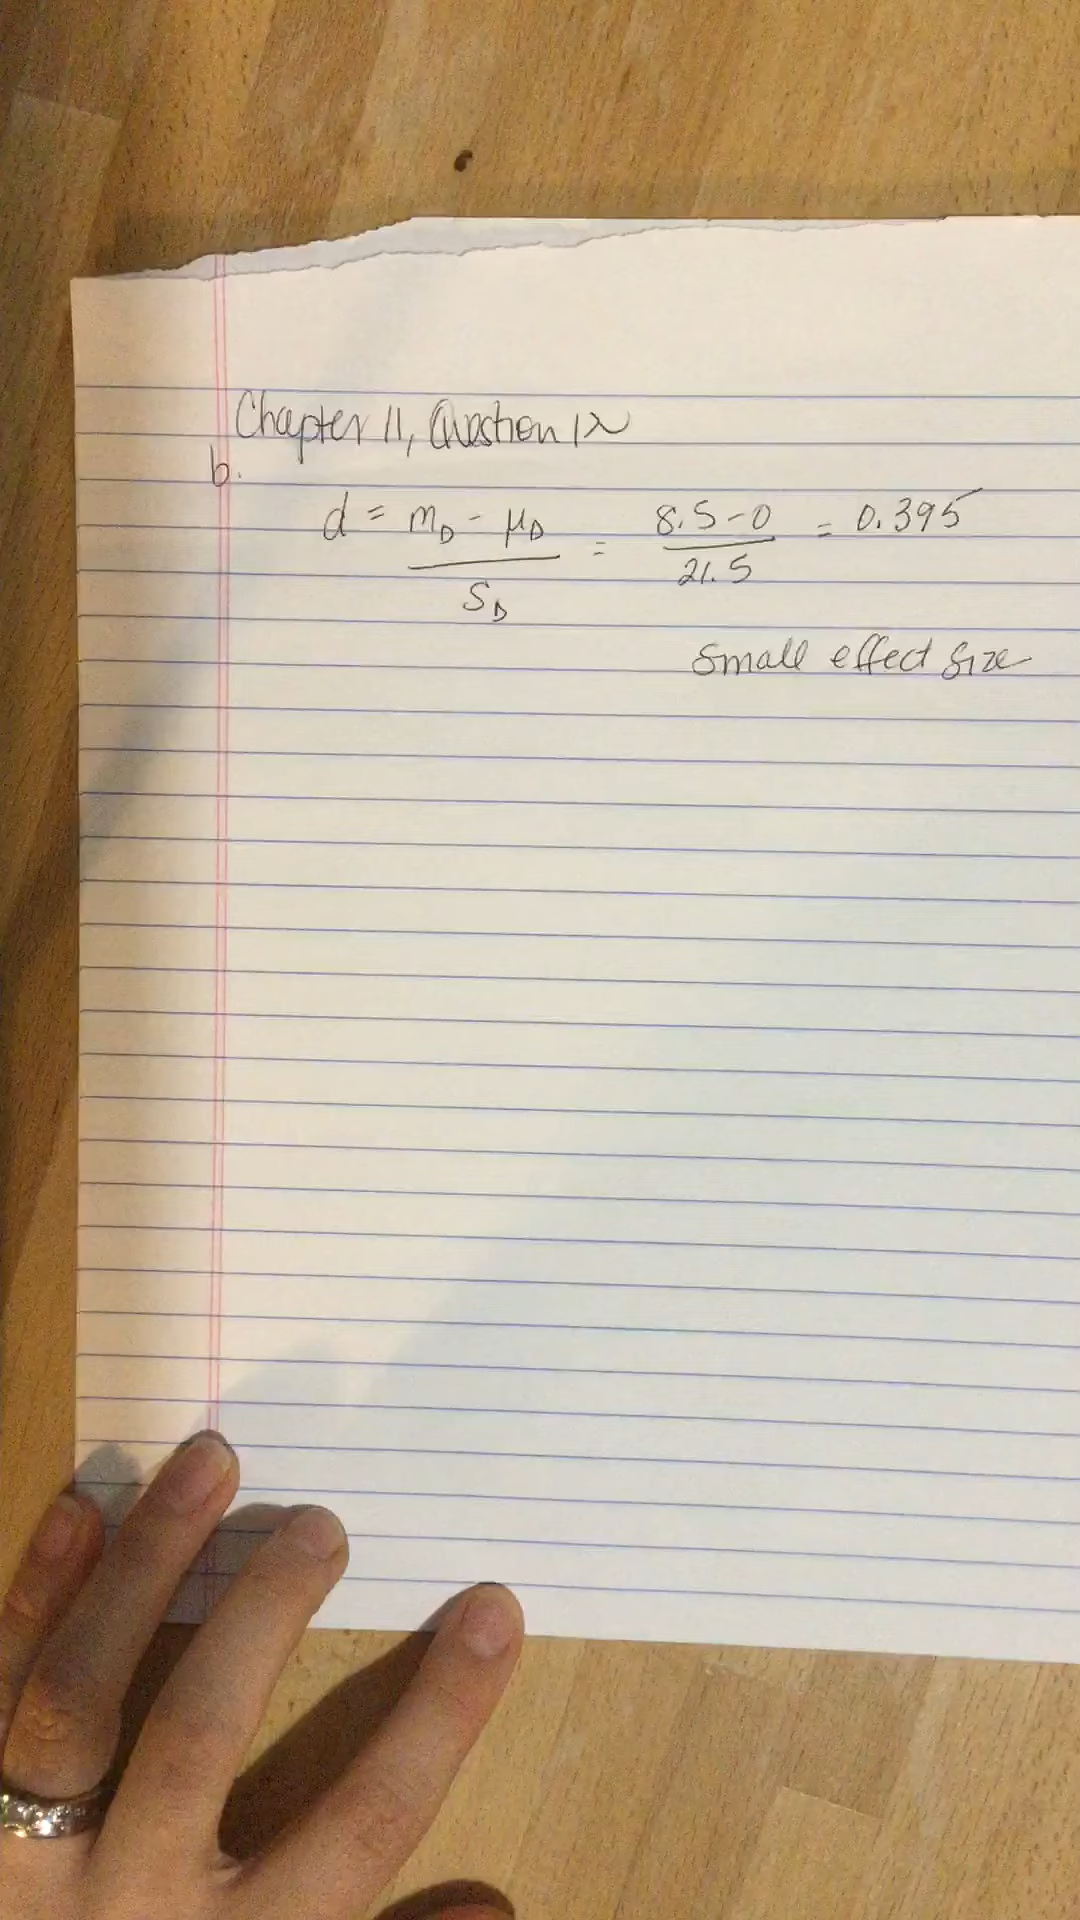 Chapter 11, Question 12
b.
d = m_D - μ_D / S_D = 8.5-0 / 21.5 = 0.395
small effect size